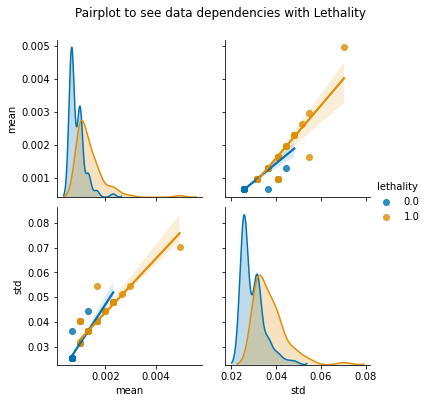 Pairplot to see data dependencies with Lethality
0.005
0.004
0.003
0.002
0.001
mean
lethality
0.0
1.0
0.08
0.07
0.06
0.05
0.04
0.03
std
0.002 0.004
mean
0.02 0.04 0.06 0.08
std